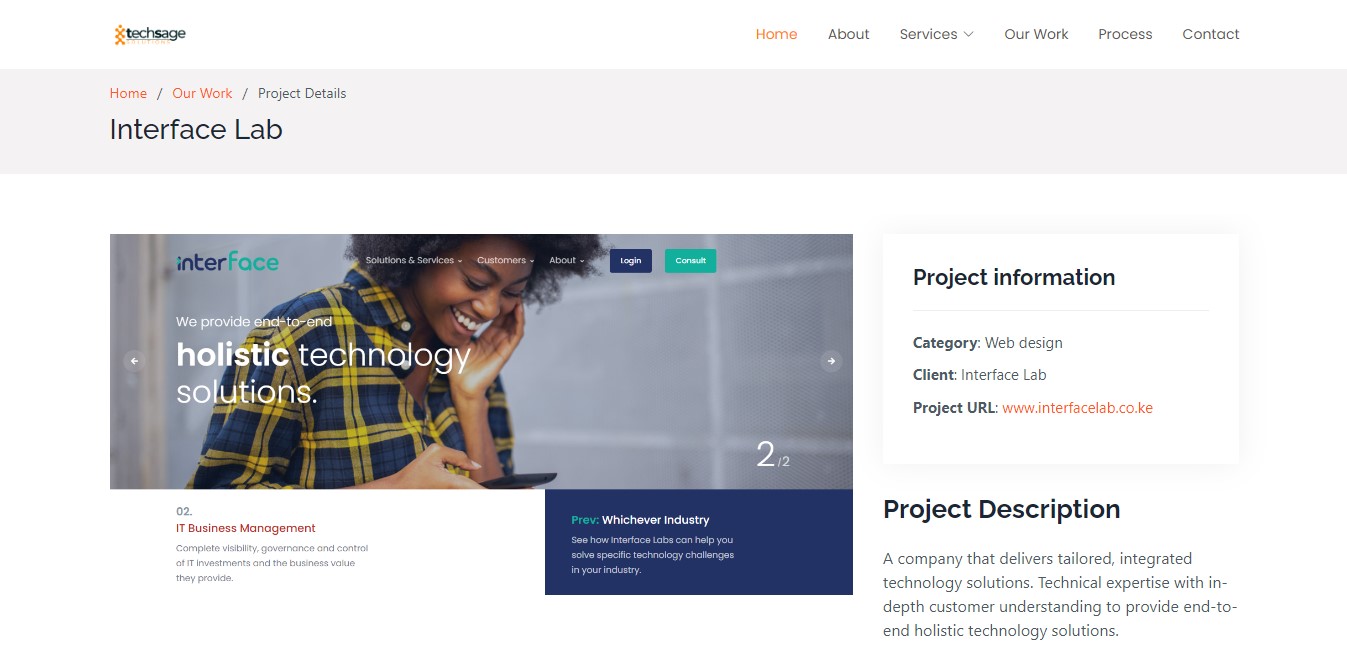 techsage
SOLUTIONS
Home About Services Our Work Process Contact
Home / Our Work / Project Details
Interface Lab
interface
Solutions & Services Customers About Login Consult
We provide end-to-end
holistic technology
solutions.
2 /2
02.
IT Business Management
Complete visibility, governance and control
of IT investments and the business value
they provide.
Prev: Whichever Industry
See how Interface Labs can help you
solve specific technology challenges
in your industry.
Project information
Category: Web design
Client: Interface Lab
Project URL: www.interfacelab.co.ke
Project Description
A company that delivers tailored, integrated
technology solutions. Technical expertise with in-
depth customer understanding to provide end-to-
end holistic technology solutions.